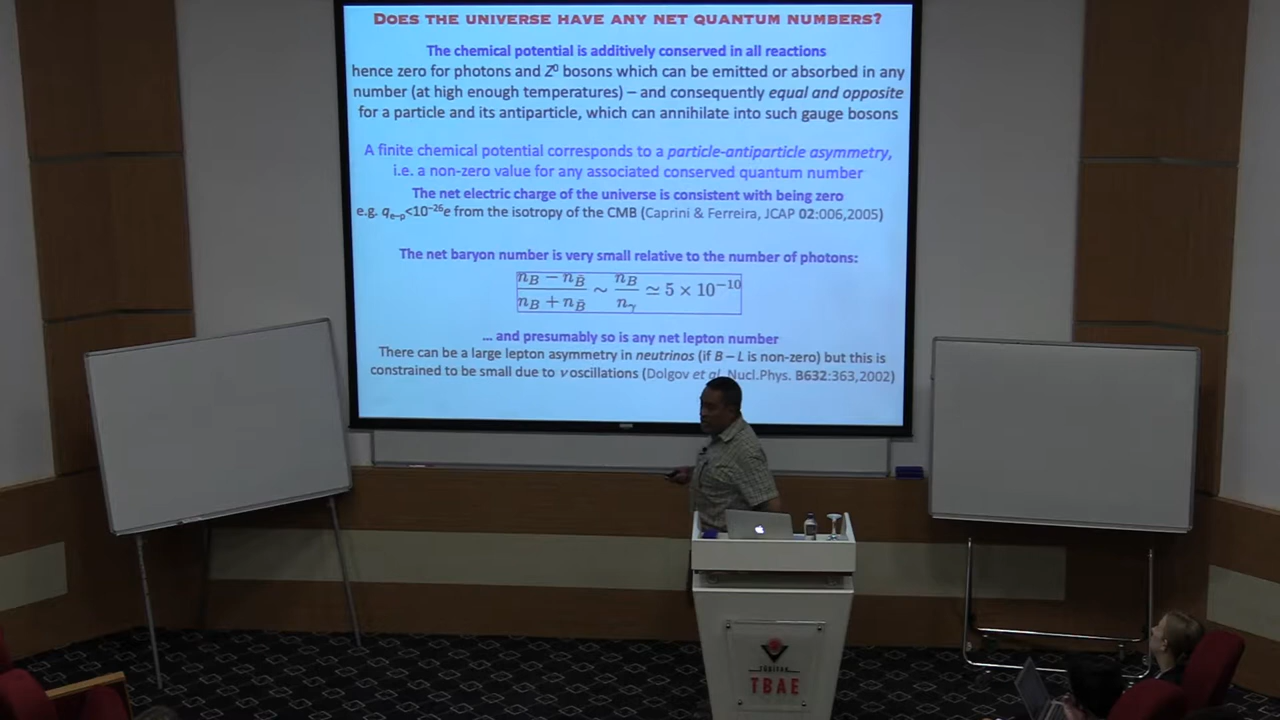 DOES THE UNIVERSE HAVE ANY NET QUANTUM NUMBERS?
The chemical potential is additively conserved in all reactions
hence zero for photons and Z⁰ bosons which can be emitted or absorbed in any
number (at high enough temperatures) – and consequently equal and opposite
for a particle and its antiparticle, which can annihilate into such gauge bosons
A finite chemical potential corresponds to a particle-antiparticle asymmetry,
i.e. a non-zero value for any associated conserved quantum number
The net electric charge of the universe is consistent with being zero
e.g. qₑ₋ₚ<10⁻²⁶e from the isotropy of the CMB (Caprini & Ferreira, JCAP 02:006,2005)
The net baryon number is very small relative to the number of photons:
(n_B − n_B̄)/(n_B + n_B̄) ~ n_B/n_γ ≃ 5 × 10⁻¹⁰
... and presumably so is any net lepton number
There can be a large lepton asymmetry in neutrinos (if B – L is non-zero) but this is
constrained to be small due to ν oscillations (Dolgov et al, Nucl.Phys. B632:363,2002)
TÜBİTAK
TBAE